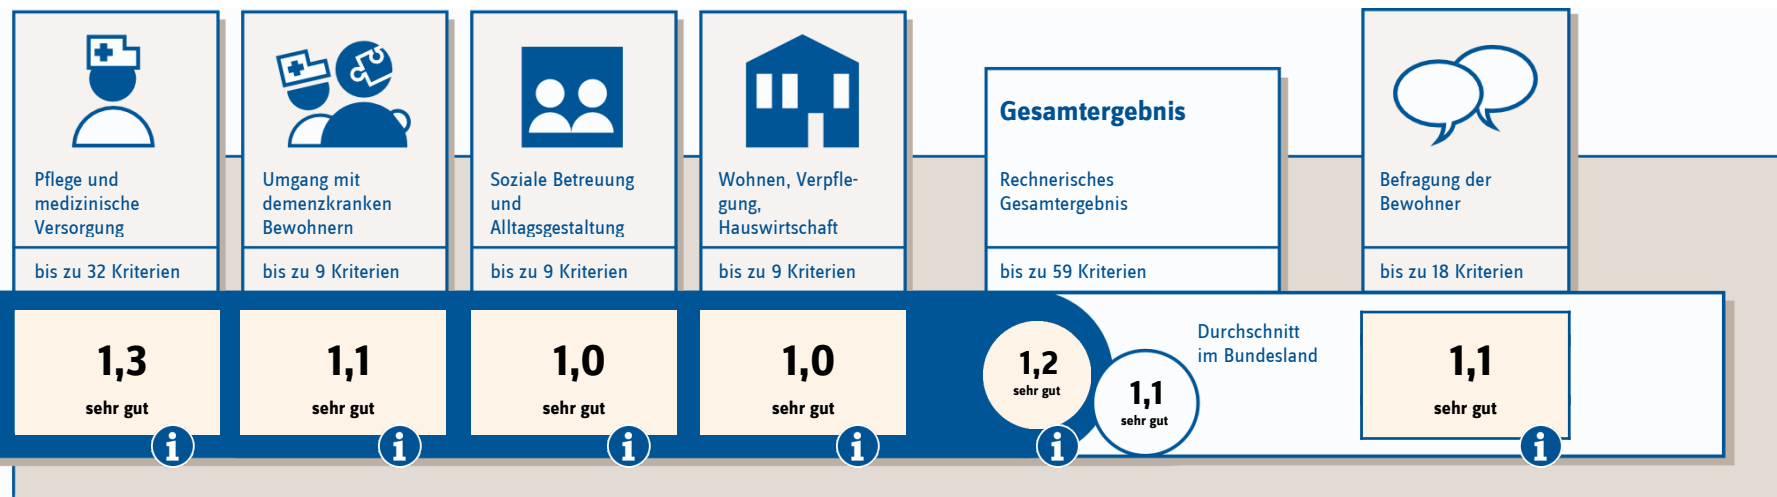 Pflege und
medizinische
Versorgung
bis zu 32 Kriterien
1,3
sehr gut
i
Umgang mit
demenzkranken
Bewohnern
bis zu 9 Kriterien
1,1
sehr gut
i
Soziale Betreuung
und
Alltagsgestaltung
bis zu 9 Kriterien
1,0
sehr gut
i
Wohnen, Verpfle-
gung,
Hauswirtschaft
bis zu 9 Kriterien
1,0
sehr gut
i
Gesamtergebnis
Rechnerisches
Gesamtergebnis
bis zu 59 Kriterien
1,2
sehr gut
i
1,1
sehr gut
Durchschnitt
im Bundesland
Befragung der
Bewohner
bis zu 18 Kriterien
1,1
sehr gut
i